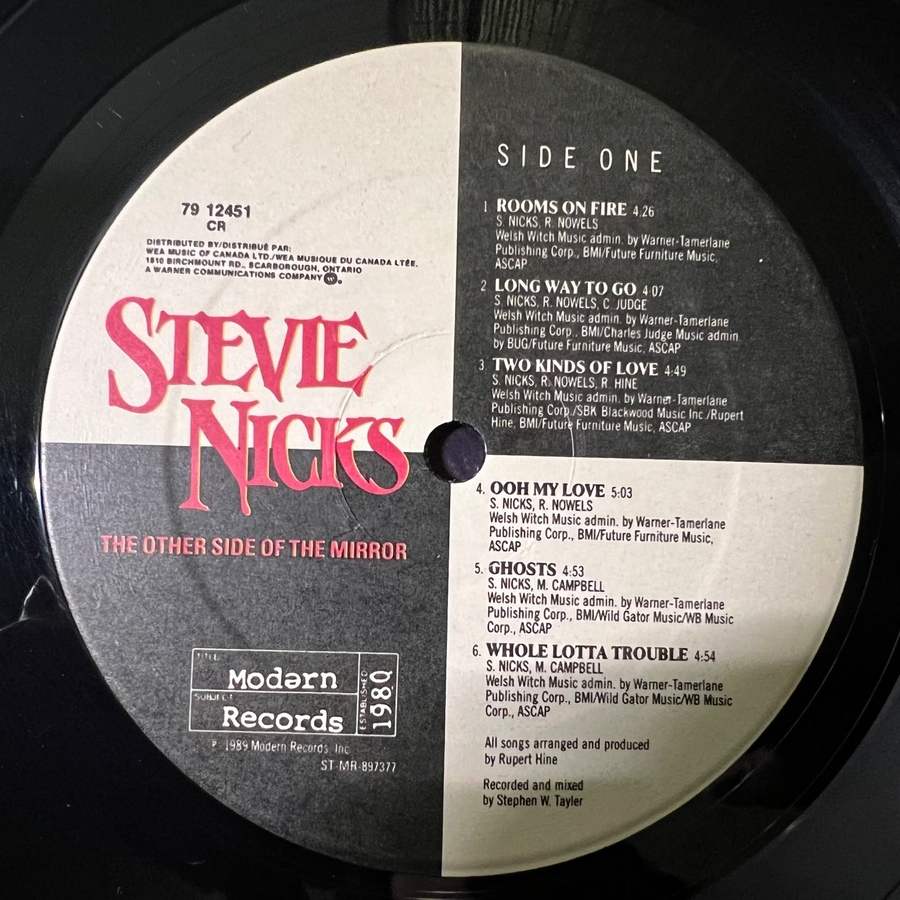 79 12451
CR
DISTRIBUTED BY/DISTRIBUÉ PAR:
WEA MUSIC OF CANADA LTD./WEA MUSIQUE DU CANADA LTÉE.
1810 BIRCHMOUNT RD., SCARBOROUGH, ONTARIO
A WARNER COMMUNICATIONS COMPANY
STEVIE
NICKS
THE OTHER SIDE OF THE MIRROR
TITLE
Modərn
SUBJECT
Records
ESTABLISHED
1980
℗ 1989 Modern Records, Inc.
ST-MR-897377
SIDE ONE
1 ROOMS ON FIRE 4:26
S. NICKS, R. NOWELS
Welsh Witch Music admin. by Warner-Tamerlane
Publishing Corp., BMI/Future Furniture Music,
ASCAP
2 LONG WAY TO GO 4:07
S. NICKS, R. NOWELS, C. JUDGE
Welsh Witch Music admin. by Warner-Tamerlane
Publishing Corp., BMI/Charles Judge Music admin.
by BUG/Future Furniture Music, ASCAP
3 TWO KINDS OF LOVE 4:49
S. NICKS, R. NOWELS, R. HINE
Welsh Witch Music admin. by Warner-Tamerlane
Publishing Corp./SBK Blackwood Music Inc./Rupert
Hine, BMI/Future Furniture Music, ASCAP
4. OOH MY LOVE 5:03
S. NICKS, R. NOWELS
Welsh Witch Music admin. by Warner-Tamerlane
Publishing Corp., BMI/Future Furniture Music,
ASCAP
5. GHOSTS 4:53
S. NICKS, M. CAMPBELL
Welsh Witch Music admin. by Warner-Tamerlane
Publishing Corp., BMI/Wild Gator Music/WB Music
Corp., ASCAP
6. WHOLE LOTTA TROUBLE 4:54
S. NICKS, M. CAMPBELL
Welsh Witch Music admin. by Warner-Tamerlane
Publishing Corp., BMI/Wild Gator Music/WB Music
Corp., ASCAP
All songs arranged and produced
by Rupert Hine
Recorded and mixed
by Stephen W. Tayler